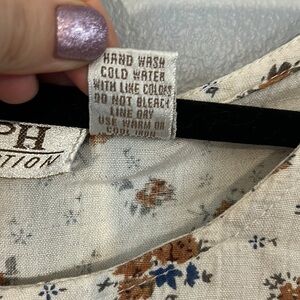 HAND WASH
COLD WATER
WITH LIKE COLORS
DO NOT BLEACH
LINE DRY
USE WARM OR
COOL IRON
PH
TION